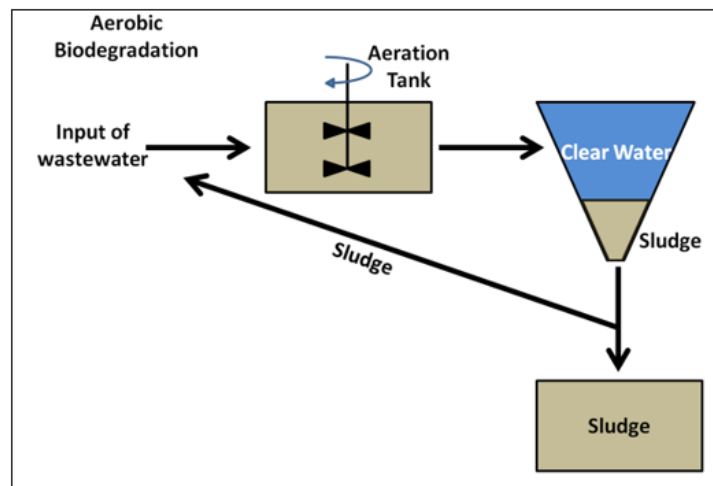 Aerobic
Biodegradation
Aeration
Tank
Input of
wastewater
Clear Water
Sludge
Sludge
Sludge